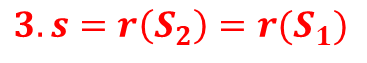 3. s = r(S₂) = r(S₁)